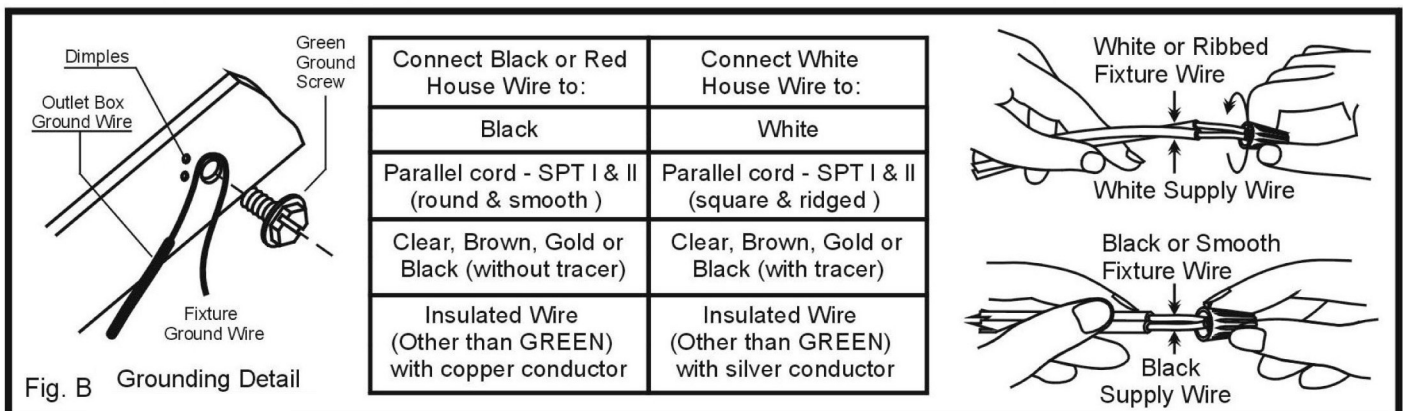 Dimples
Green
Ground
Screw
Outlet Box
Ground Wire
Fixture
Ground Wire
Fig. B
Grounding Detail
Connect Black or Red
House Wire to:
Connect White
House Wire to:
Black
White
Parallel cord - SPT I & II
(round & smooth )
Parallel cord - SPT I & II
(square & ridged )
Clear, Brown, Gold or
Black (without tracer)
Clear, Brown, Gold or
Black (with tracer)
Insulated Wire
(Other than GREEN)
with copper conductor
Insulated Wire
(Other than GREEN)
with silver conductor
White or Ribbed
Fixture Wire
White Supply Wire
Black or Smooth
Fixture Wire
Black
Supply Wire